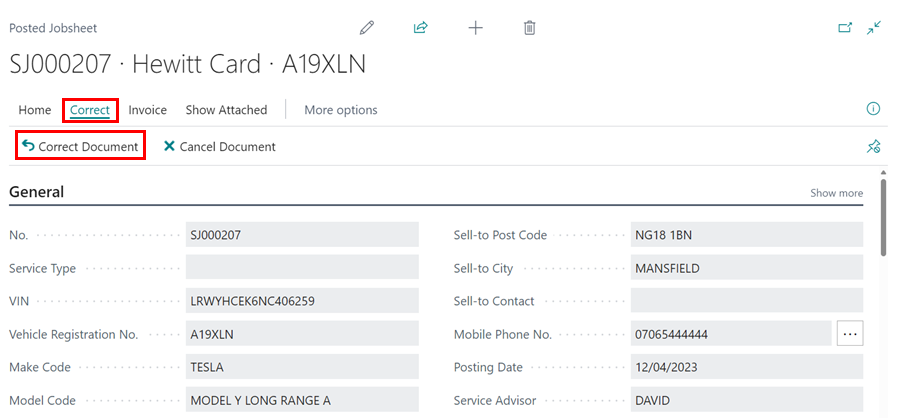 Posted Jobsheet
SJ000207 · Hewitt Card · A19XLN
Home Correct Invoice Show Attached More options
Correct Document Cancel Document
General Show more
No. SJ000207 Sell-to Post Code NG18 1BN
Service Type Sell-to City MANSFIELD
VIN LRWYHCEK6NC406259 Sell-to Contact
Vehicle Registration No. A19XLN Mobile Phone No. 07065444444 ...
Make Code TESLA Posting Date 12/04/2023
Model Code MODEL Y LONG RANGE A Service Advisor DAVID